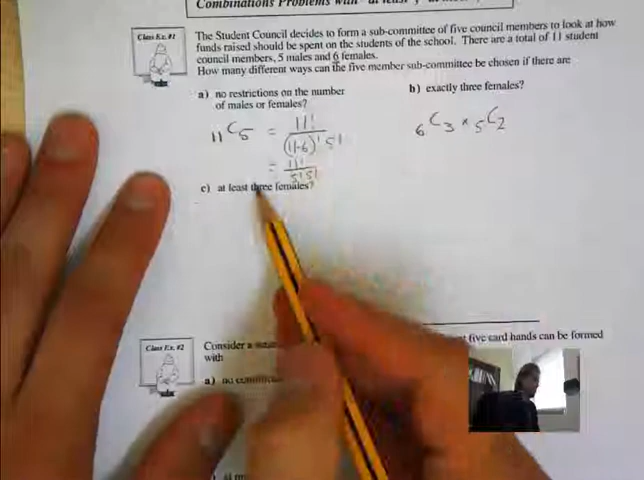 Combinations Problems with
Class Ex. #1
The Student Council decides to form a sub-committee of five council members to look at how
funds raised should be spent on the students of the school. There are a total of 11 student
council members, 5 males and 6 females.
How many different ways can the five member sub-committee be chosen if there are
a) no restrictions on the number
of males or females?
11C5 = 11! / (11-6)! 5!
= 11! / 5! 5!
b) exactly three females?
6C3 × 5C2
c) at least three females?
Class Ex. #2
Consider a
five card hands can be formed
with
a) no